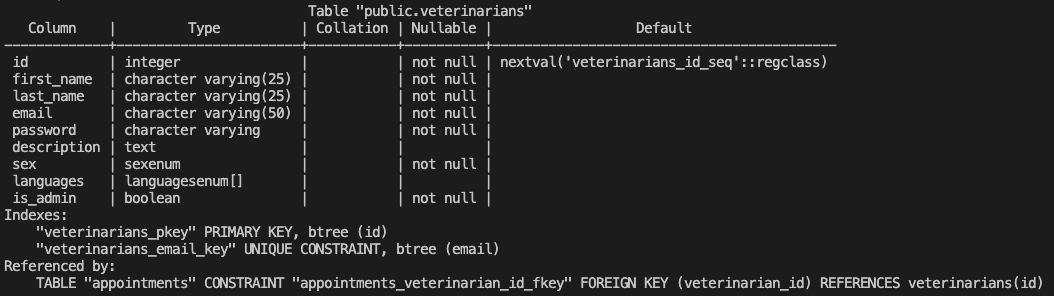 Table "public.veterinarians"
   Column    |         Type          | Collation | Nullable |                  Default
-------------+-----------------------+-----------+----------+-------------------------------------------
 id          | integer               |           | not null | nextval('veterinarians_id_seq'::regclass)
 first_name  | character varying(25) |           | not null |
 last_name   | character varying(25) |           | not null |
 email       | character varying(50) |           | not null |
 password    | character varying     |           | not null |
 description | text                  |           |          |
 sex         | sexenum               |           | not null |
 languages   | languagesenum[]       |           |          |
 is_admin    | boolean               |           | not null |
Indexes:
    "veterinarians_pkey" PRIMARY KEY, btree (id)
    "veterinarians_email_key" UNIQUE CONSTRAINT, btree (email)
Referenced by:
    TABLE "appointments" CONSTRAINT "appointments_veterinarian_id_fkey" FOREIGN KEY (veterinarian_id) REFERENCES veterinarians(id)